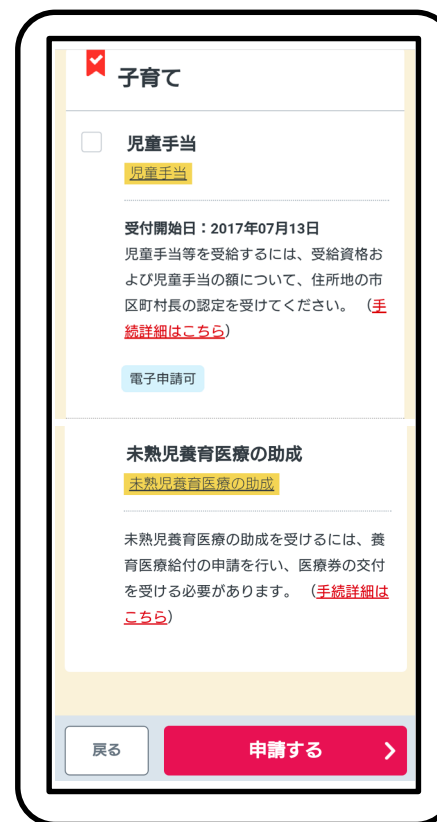 子育て
児童手当
児童手当
受付開始日：2017年07月13日
児童手当等を受給するには、受給資格お
よび児童手当の額について、住所地の市
区町村長の認定を受けてください。（手
続詳細はこちら）
電子申請可
未熟児養育医療の助成
未熟児養育医療の助成
未熟児養育医療の助成を受けるには、養
育医療給付の申請を行い、医療券の交付
を受ける必要があります。（手続詳細は
こちら）
戻る
申請する